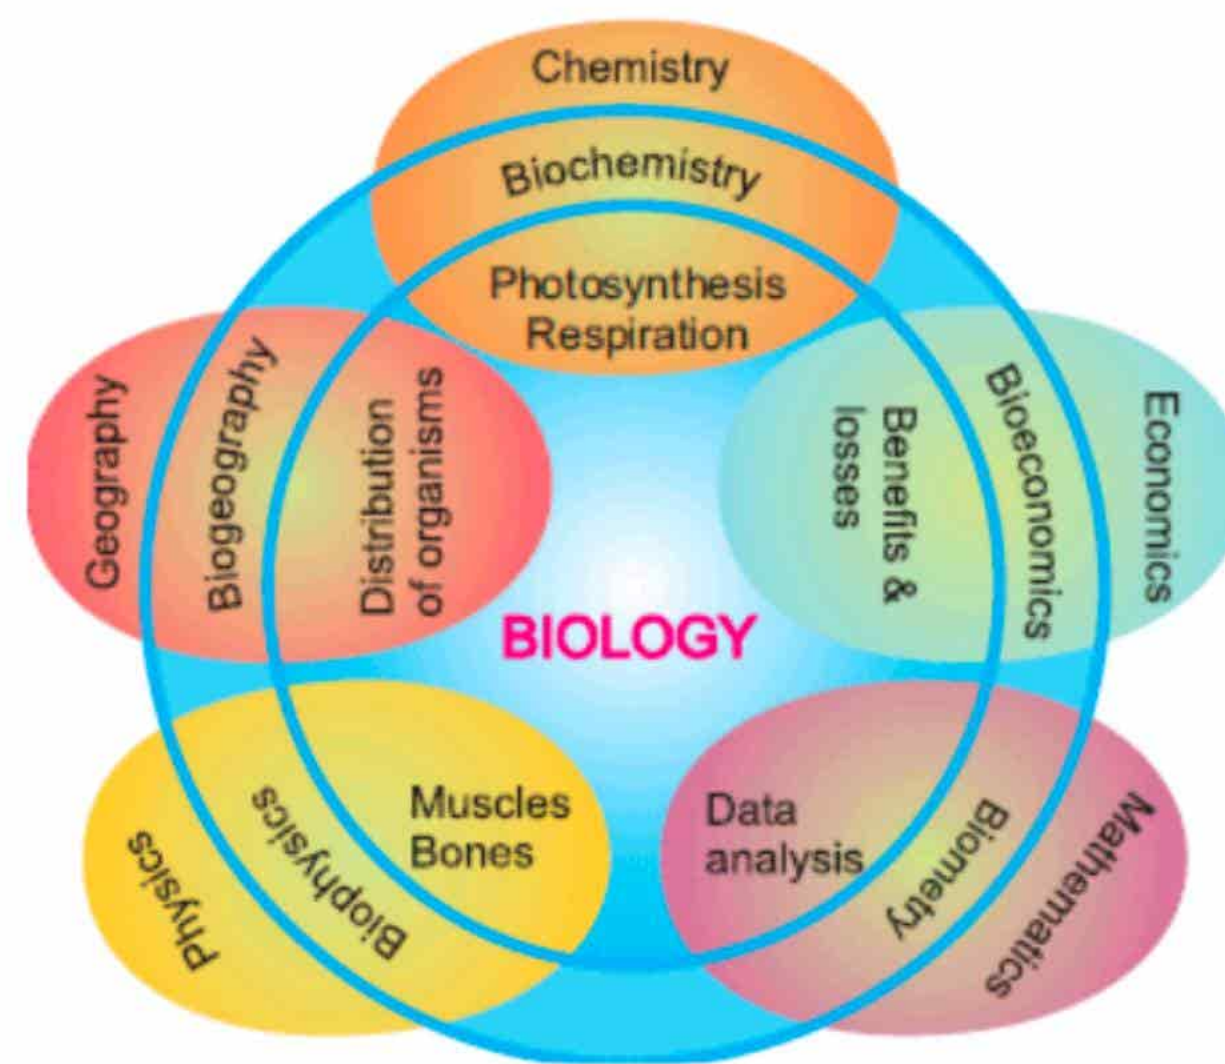 Chemistry
Biochemistry
Photosynthesis
Respiration
Geography
Biogeography
Distribution
of organisms
Benefits &
losses
Bioeconomics
Economics
BIOLOGY
Physics
Biophysics
Muscles
Bones
Data
analysis
Biometry
Mathematics